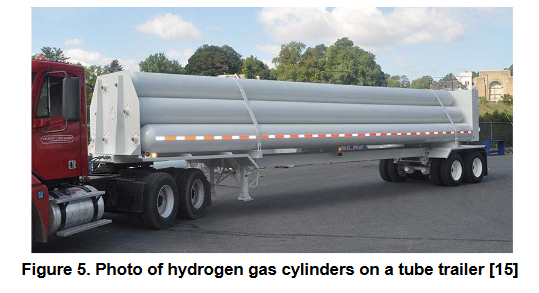 Figure 5. Photo of hydrogen gas cylinders on a tube trailer [15]